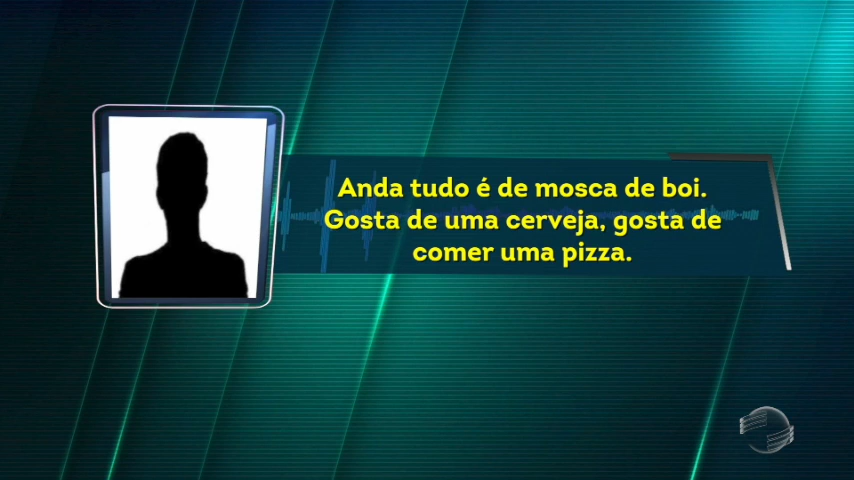 Anda tudo é de mosca de boi.
Gosta de uma cerveja, gosta de
comer uma pizza.